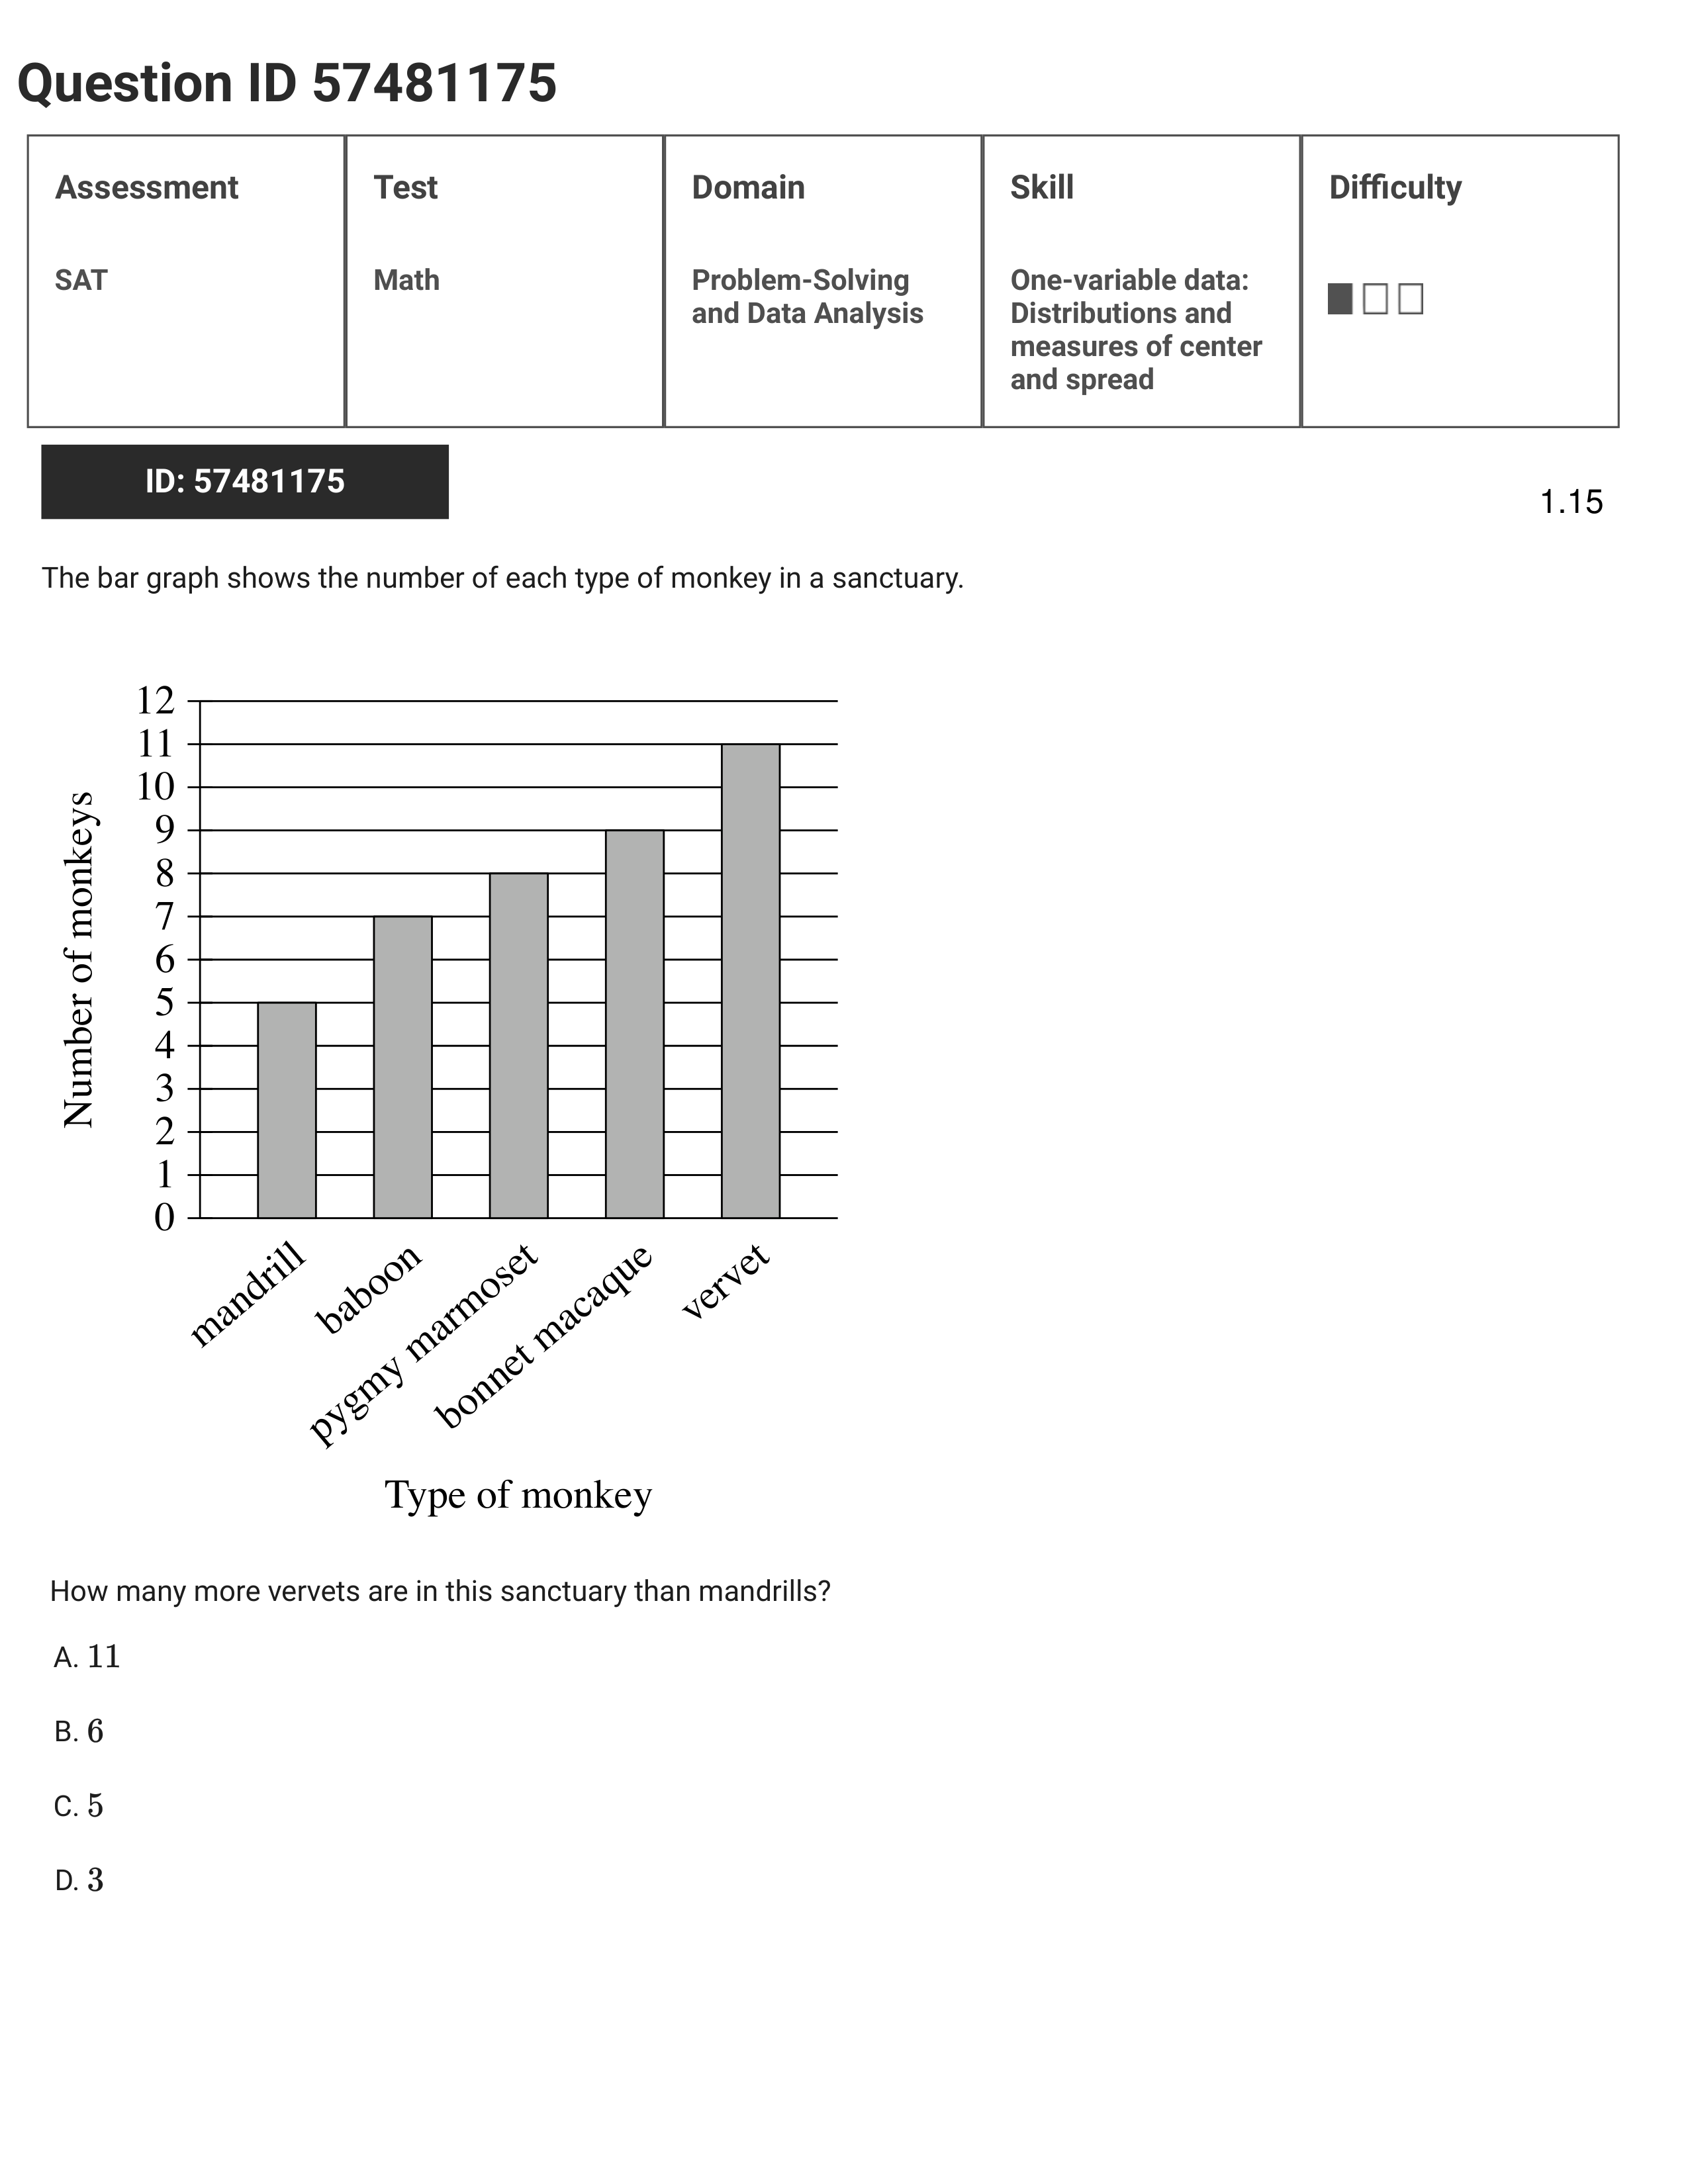 Question ID 57481175
Assessment
Test
Domain
Skill
Difficulty
SAT
Math
Problem-Solving
and Data Analysis
One-variable data:
Distributions and
measures of center
and spread
ID: 57481175
1.15
The bar graph shows the number of each type of monkey in a sanctuary.
Number of monkeys
12
11
10
9
8
7
6
5
4
3
2
1
0
mandrill
baboon
pygmy marmoset
bonnet macaque
vervet
Type of monkey
How many more vervets are in this sanctuary than mandrills?
A. 11
B. 6
C. 5
D. 3